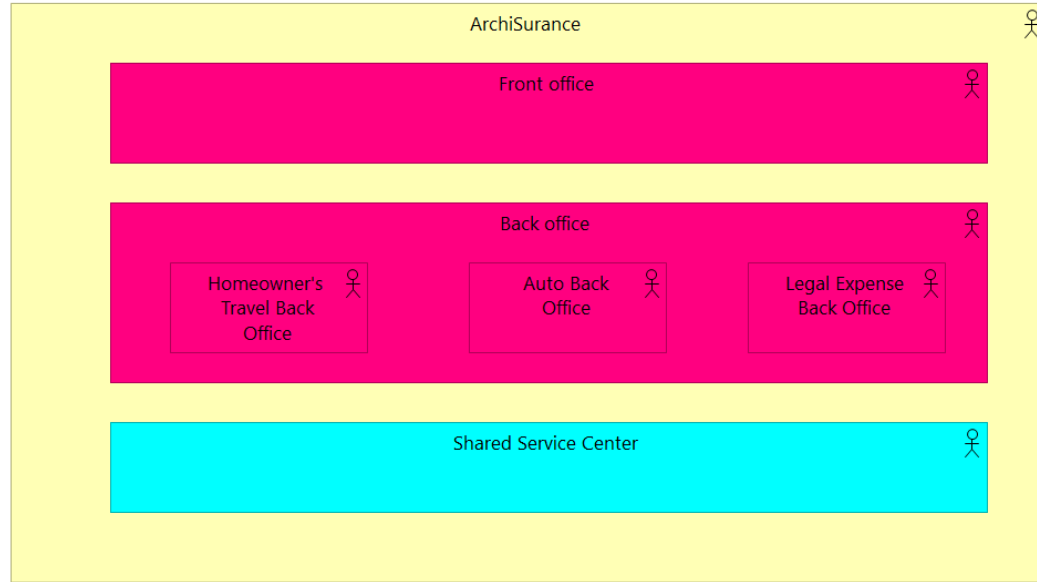 ArchiSurance
Front office
Back office
Homeowner's
Travel Back
Office
Auto Back
Office
Legal Expense
Back Office
Shared Service Center